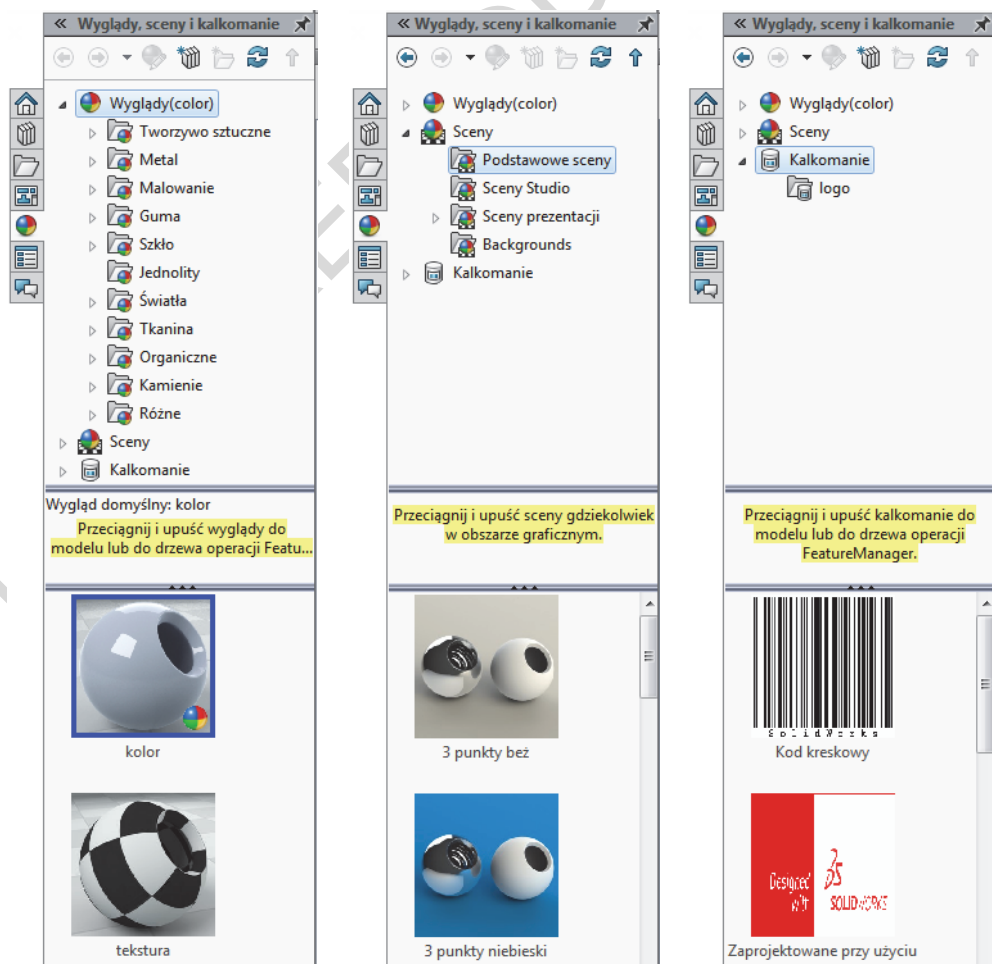 Wyglądy, sceny i kalkomanie
Wyglądy(color)
Tworzywo sztuczne
Metal
Malowanie
Guma
Szkło
Jednolity
Światła
Tkanina
Organiczne
Kamienie
Różne
Sceny
Kalkomanie
Wygląd domyślny: kolor
Przeciągnij i upuść wyglądy do
modelu lub do drzewa operacji Featu...
kolor
tekstura
Wyglądy, sceny i kalkomanie
Wyglądy(color)
Sceny
Podstawowe sceny
Sceny Studio
Sceny prezentacji
Backgrounds
Kalkomanie
Przeciągnij i upuść sceny gdziekolwiek
w obszarze graficznym.
3 punkty beż
3 punkty niebieski
Wyglądy, sceny i kalkomanie
Wyglądy(color)
Sceny
Kalkomanie
logo
Przeciągnij i upuść kalkomanie do
modelu lub do drzewa operacji
FeatureManager.
SolidWorks
Kod kreskowy
Designed
with
SOLIDWORKS
Zaprojektowane przy użyciu